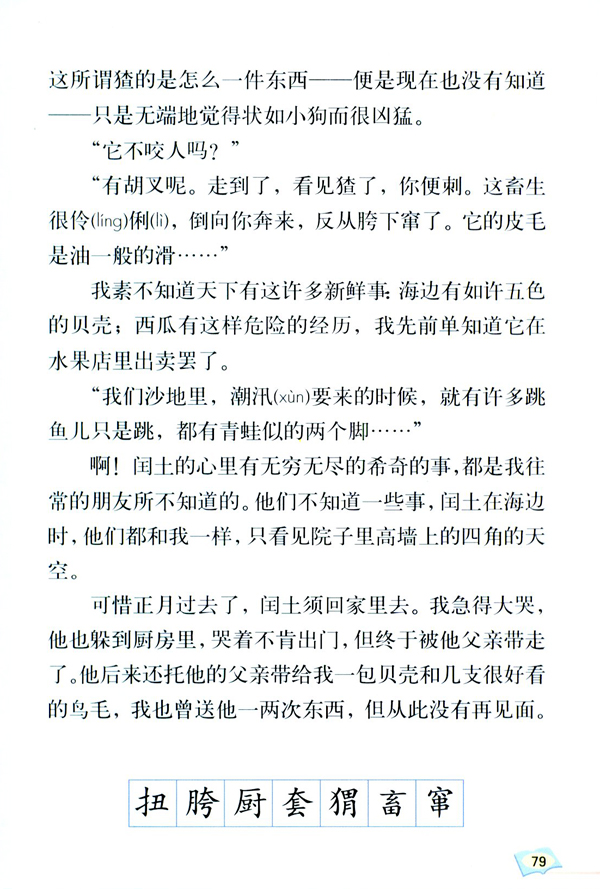 这所谓猹的是怎么一件东西——便是现在也没有知道
——只是无端地觉得状如小狗而很凶猛。
“它不咬人吗？”
“有胡叉呢。走到了，看见猹了，你便刺。这畜生
很伶(líng)俐(lì)，倒向你奔来，反从胯下窜了。它的皮毛
是油一般的滑……”
我素不知道天下有这许多新鲜事：海边有如许五色
的贝壳；西瓜有这样危险的经历，我先前单知道它在
水果店里出卖罢了。
“我们沙地里，潮汛(xùn)要来的时候，就有许多跳
鱼儿只是跳，都有青蛙似的两个脚……”
啊！闰土的心里有无穷无尽的希奇的事，都是我往
常的朋友所不知道的。他们不知道一些事，闰土在海边
时，他们都和我一样，只看见院子里高墙上的四角的天
空。
可惜正月过去了，闰土须回家里去。我急得大哭，
他也躲到厨房里，哭着不肯出门，但终于被他父亲带走
了。他后来还托他的父亲带给我一包贝壳和几支很好看
的鸟毛，我也曾送他一两次东西，但从此没有再见面。
扭胯厨套猬畜窜
79